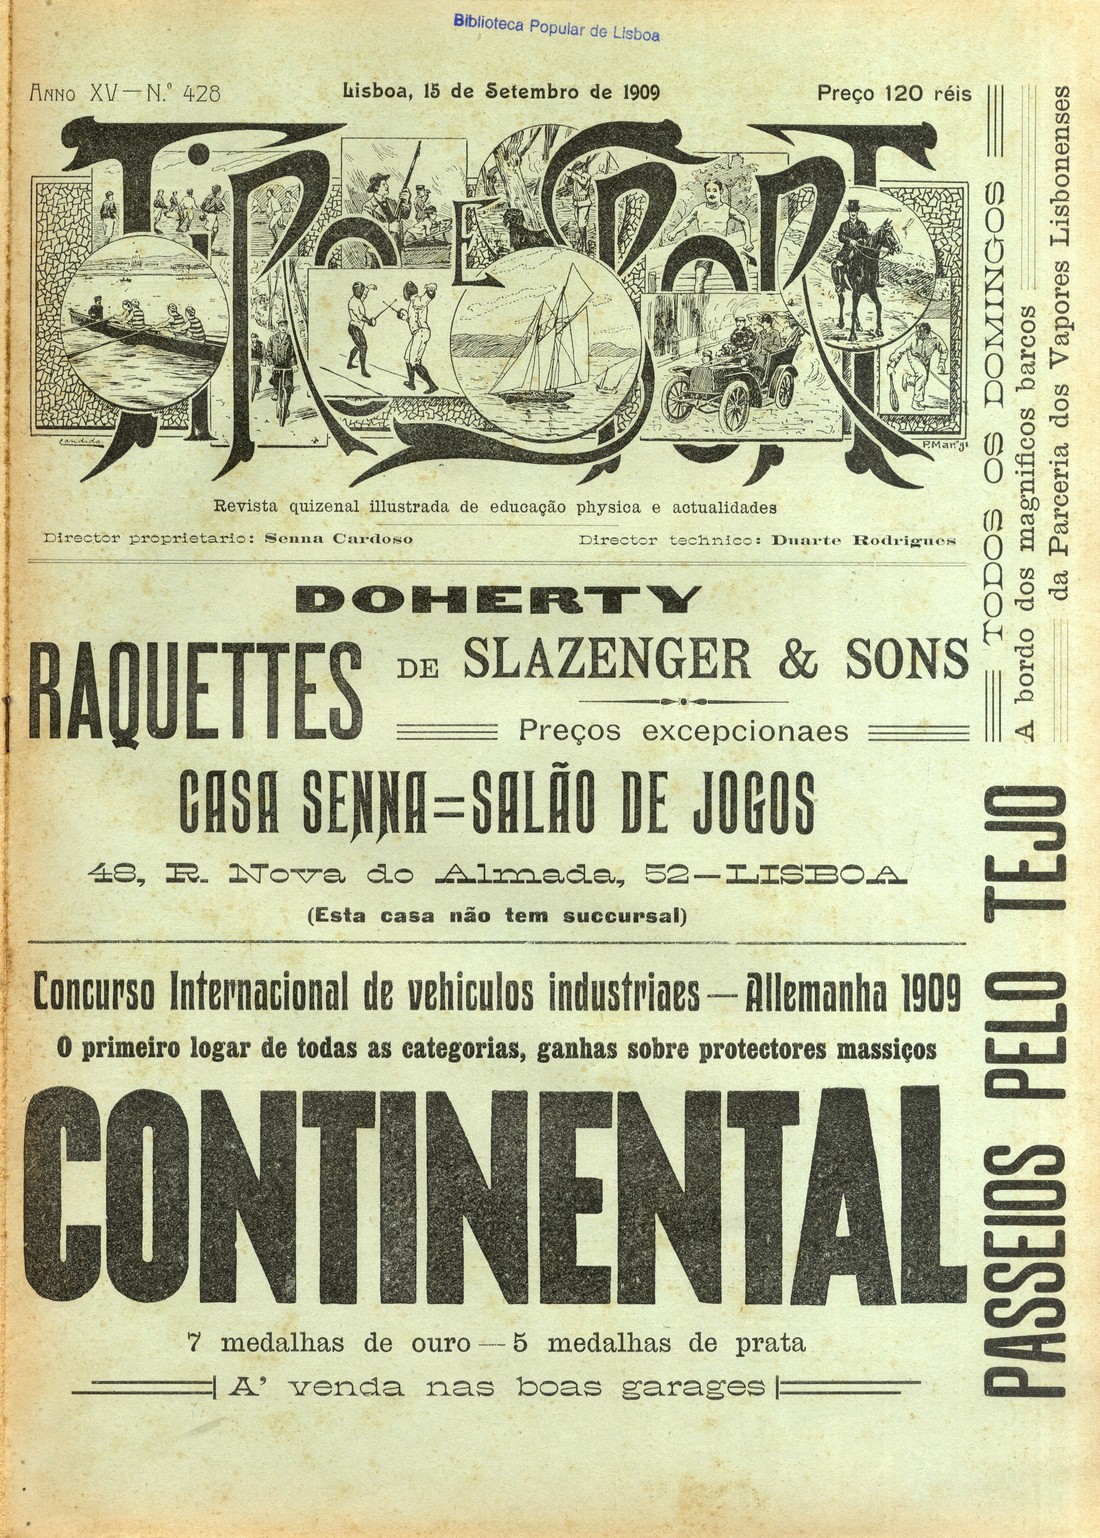 Biblioteca Popular de Lisboa
Anno XV — N.º 428
Lisboa, 15 de Setembro de 1909
Preço 120 réis
Tiro e Sport
Candido
Revista quizenal illustrada de educação physica e actualidades
Director proprietario: Senna Cardoso
Director technico: Duarte Rodrigues
DOHERTY
RAQUETTES DE SLAZENGER & SONS
Preços excepcionaes
CASA SENNA=SALÃO DE JOGOS
48, R. Nova do Almada, 52—LISBOA
(Esta casa não tem succursal)
Concurso Internacional de vehiculos industriaes — Allemanha 1909
O primeiro logar de todas as categorias, ganhas sobre protectores massiços
CONTINENTAL
7 medalhas de ouro — 5 medalhas de prata
A' venda nas boas garages
PASSEIOS PELO TEJO
TODOS OS DOMINGOS
A bordo dos magnificos barcos
da Parceria dos Vapores Lisbonenses